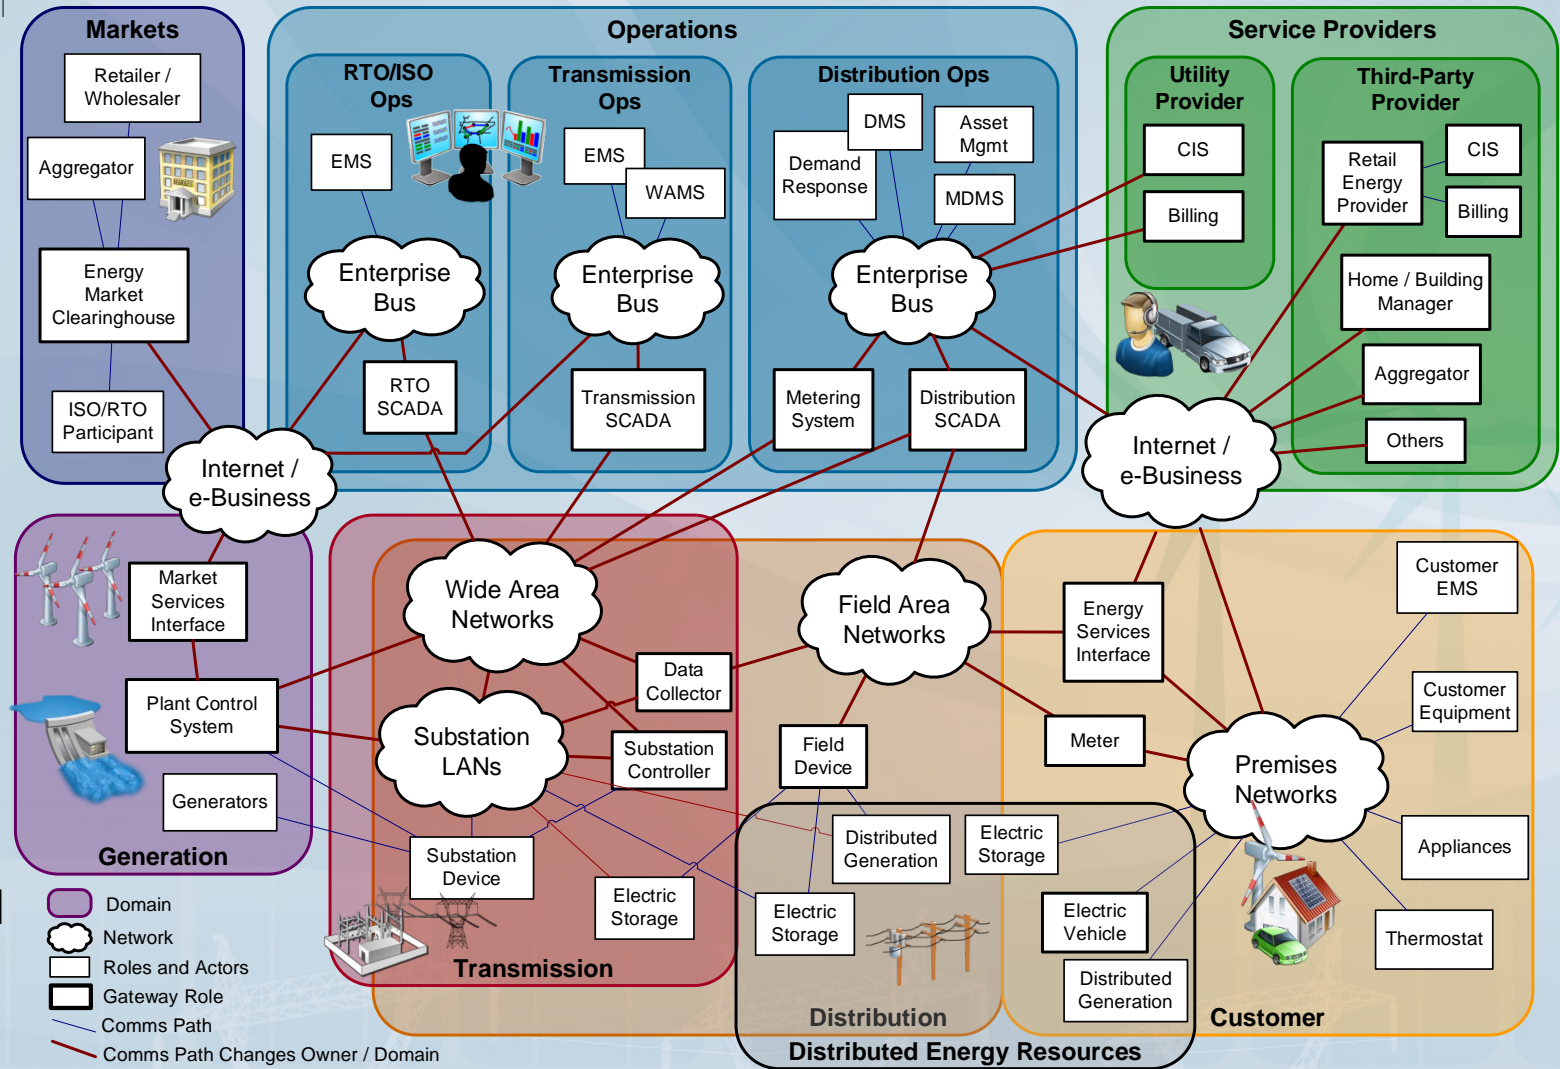 Markets
Retailer /
Wholesaler
Aggregator
Energy
Market
Clearinghouse
ISO/RTO
Participant
Operations
RTO/ISO
Ops
EMS
Enterprise
Bus
RTO
SCADA
Transmission
Ops
EMS
WAMS
Enterprise
Bus
Transmission
SCADA
Distribution Ops
DMS
Asset
Mgmt
Demand
Response
MDMS
Enterprise
Bus
Metering
System
Distribution
SCADA
Service Providers
Utility
Provider
CIS
Billing
Third-Party
Provider
Retail
Energy
Provider
CIS
Billing
Home / Building
Manager
Aggregator
Others
Internet /
e-Business
Internet /
e-Business
Market
Services
Interface
Plant Control
System
Generators
Generation
Wide Area
Networks
Data
Collector
Substation
LANs
Substation
Controller
Substation
Device
Electric
Storage
Transmission
Field Area
Networks
Field
Device
Distributed
Generation
Electric
Storage
Distribution
Energy
Services
Interface
Meter
Customer
EMS
Customer
Equipment
Premises
Networks
Appliances
Thermostat
Electric
Storage
Electric
Vehicle
Distributed
Generation
Customer
Distributed Energy Resources
Domain
Network
Roles and Actors
Gateway Role
Comms Path
Comms Path Changes Owner / Domain